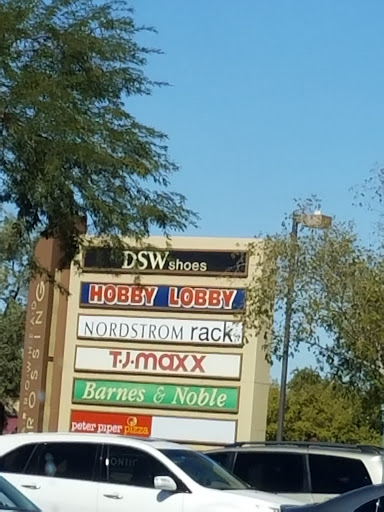 DSW shoes
HOBBY LOBBY
NORDSTROM rack
T.J.maxx
Barnes & Noble
peter piper pizza